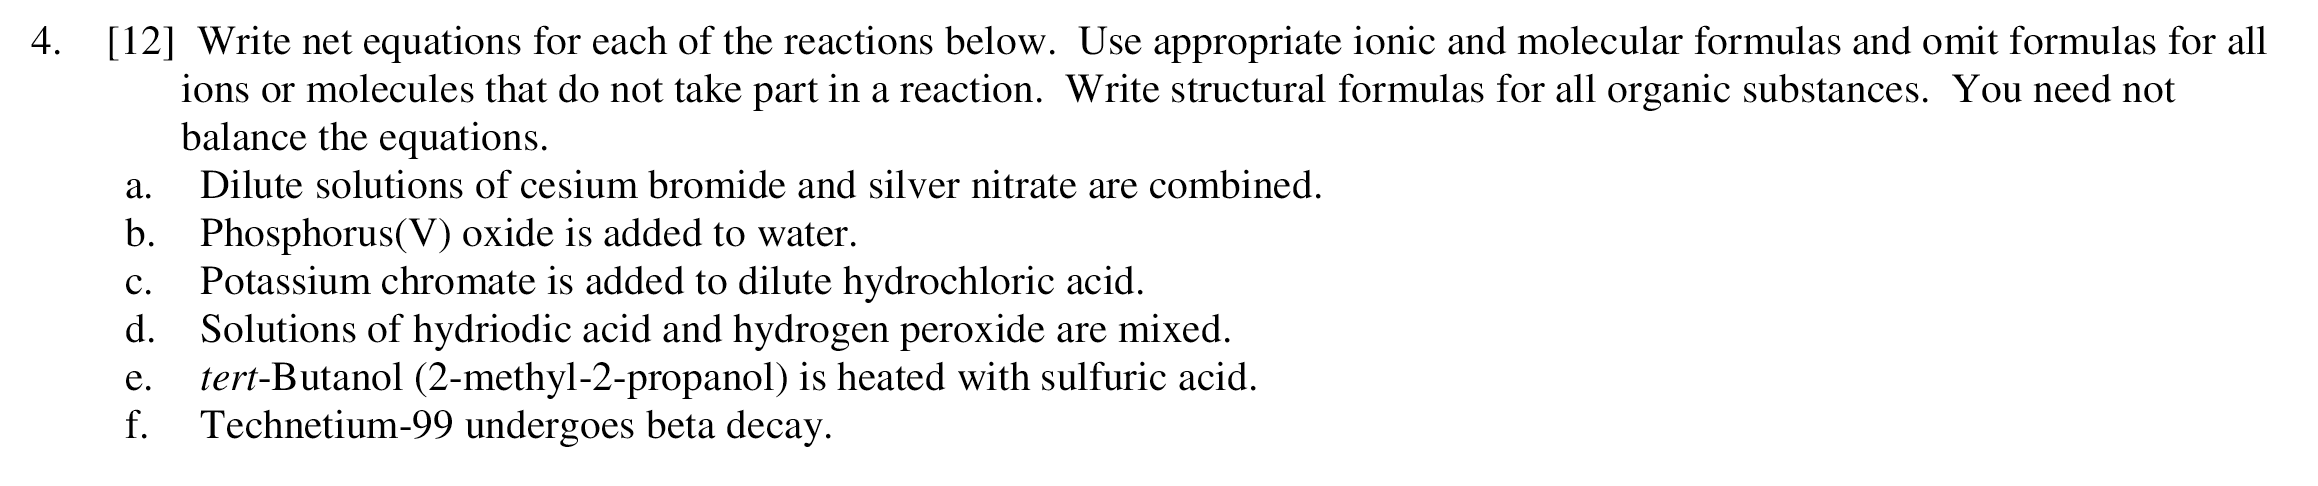 4. [12] Write net equations for each of the reactions below. Use appropriate ionic and molecular formulas and omit formulas for all
ions or molecules that do not take part in a reaction. Write structural formulas for all organic substances. You need not
balance the equations.
a. Dilute solutions of cesium bromide and silver nitrate are combined.
b. Phosphorus(V) oxide is added to water.
c. Potassium chromate is added to dilute hydrochloric acid.
d. Solutions of hydriodic acid and hydrogen peroxide are mixed.
e. tert-Butanol (2-methyl-2-propanol) is heated with sulfuric acid.
f. Technetium-99 undergoes beta decay.